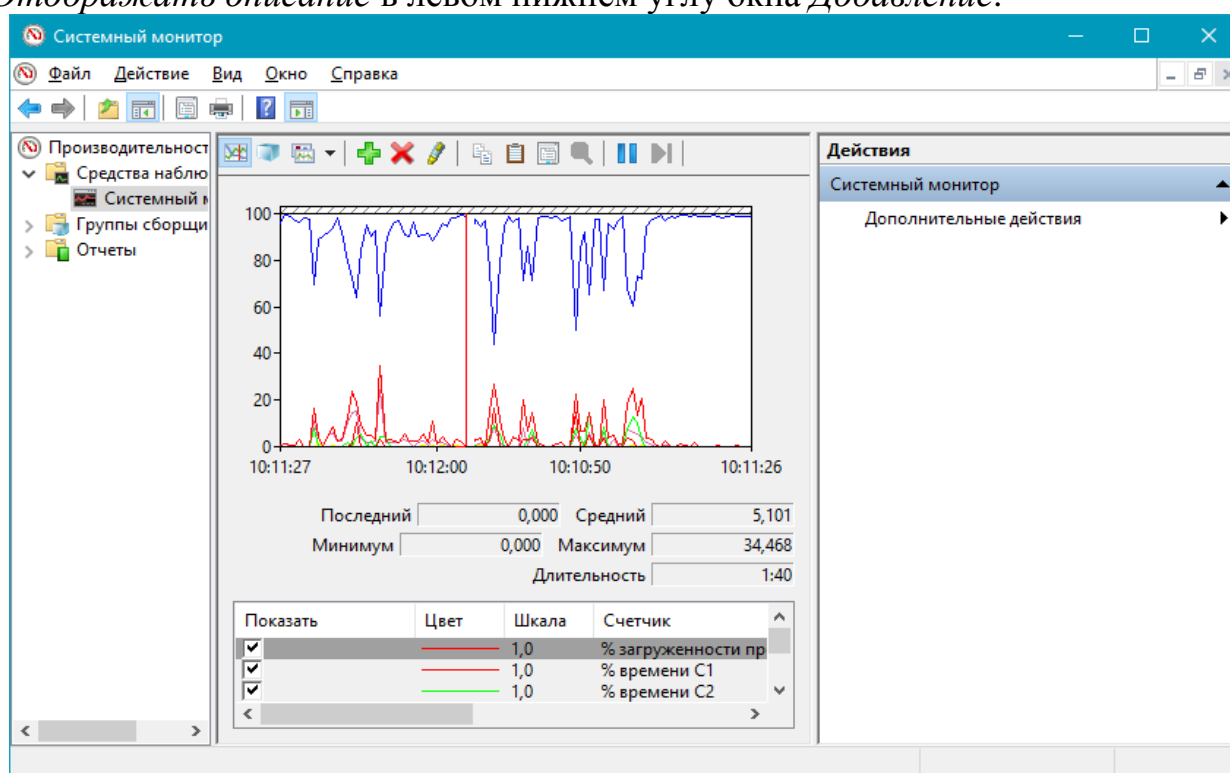 Отображать описание в левом нижнем углу окна Добавление.
Системный монитор
Файл Действие Вид Окно Справка
Производительност
Средства наблю
Системный м
Группы сборщи
Отчеты
100
80
60
40
20
0
10:11:27 10:12:00 10:10:50 10:11:26
Последний 0,000 Средний 5,101
Минимум 0,000 Максимум 34,468
Длительность 1:40
Показать Цвет Шкала Счетчик
1,0 % загруженности пр
1,0 % времени C1
1,0 % времени C2
Действия
Системный монитор
Дополнительные действия